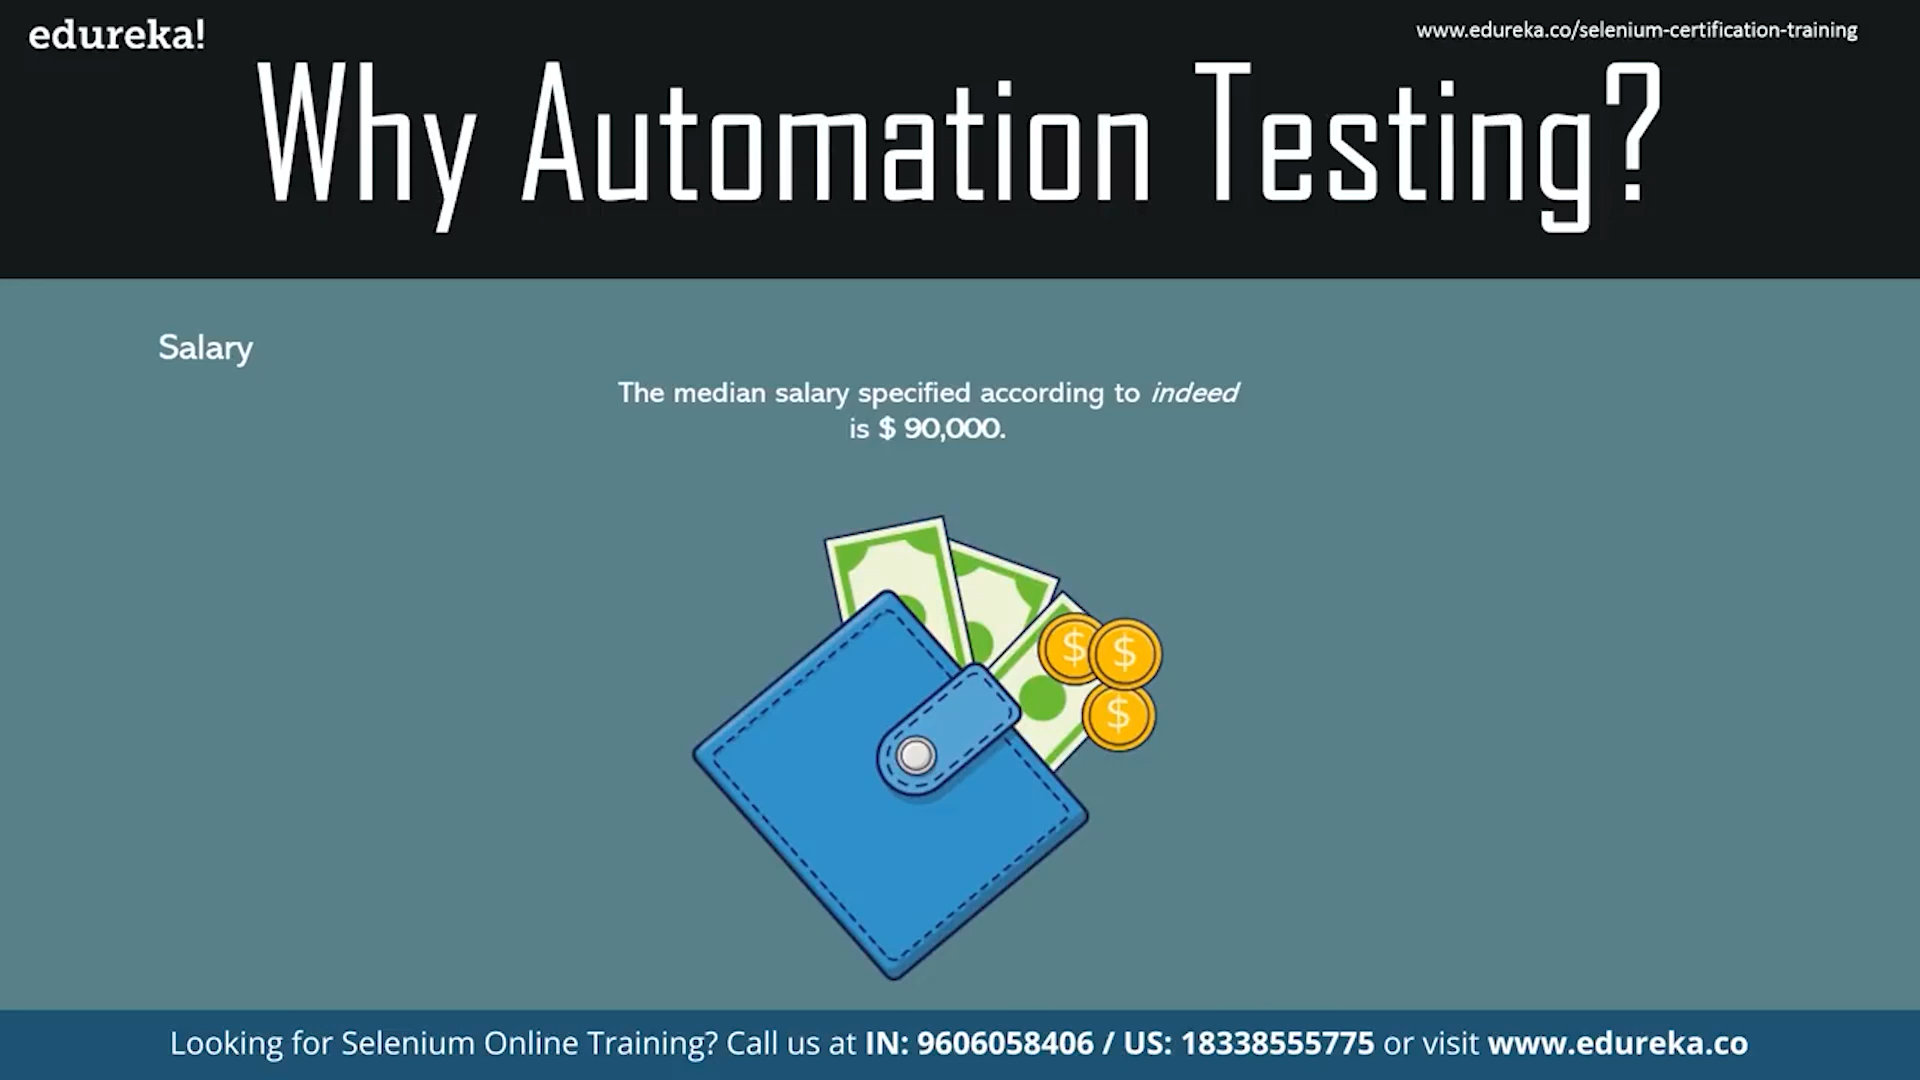 edureka!
www.edureka.co/selenium-certification-training
Why Automation Testing?
Salary
The median salary specified according to indeed
is $ 90,000.
$ $
$
Looking for Selenium Online Training? Call us at IN: 9606058406 / US: 18338555775 or visit www.edureka.co